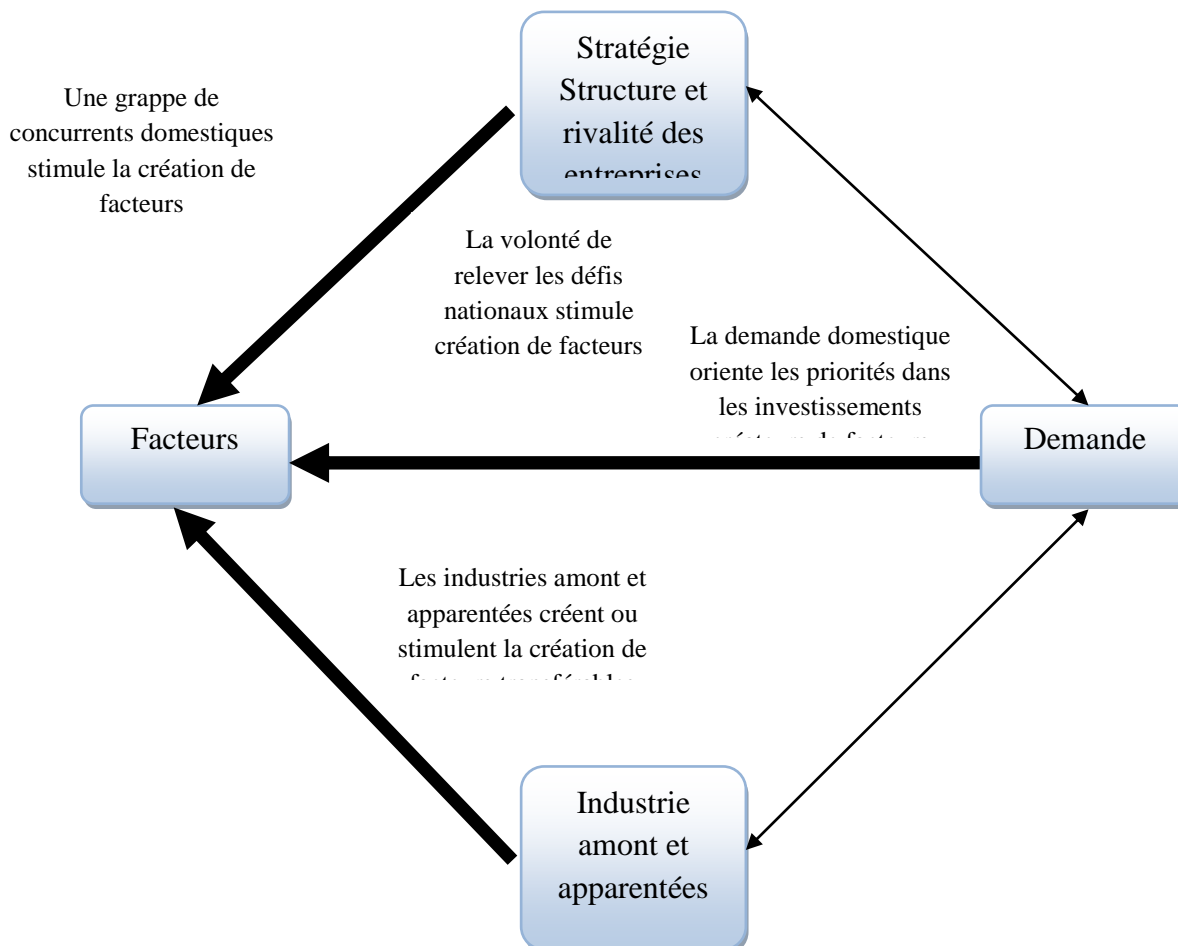 Stratégie
Structure et
rivalité des
entreprises
Une grappe de
concurrents domestiques
stimule la création de
facteurs
La volonté de
relever les défis
nationaux stimule
création de facteurs
La demande domestique
oriente les priorités dans
les investissements
Facteurs
Demande
Les industries amont et
apparentées créent ou
stimulent la création de
Industrie
amont et
apparentées